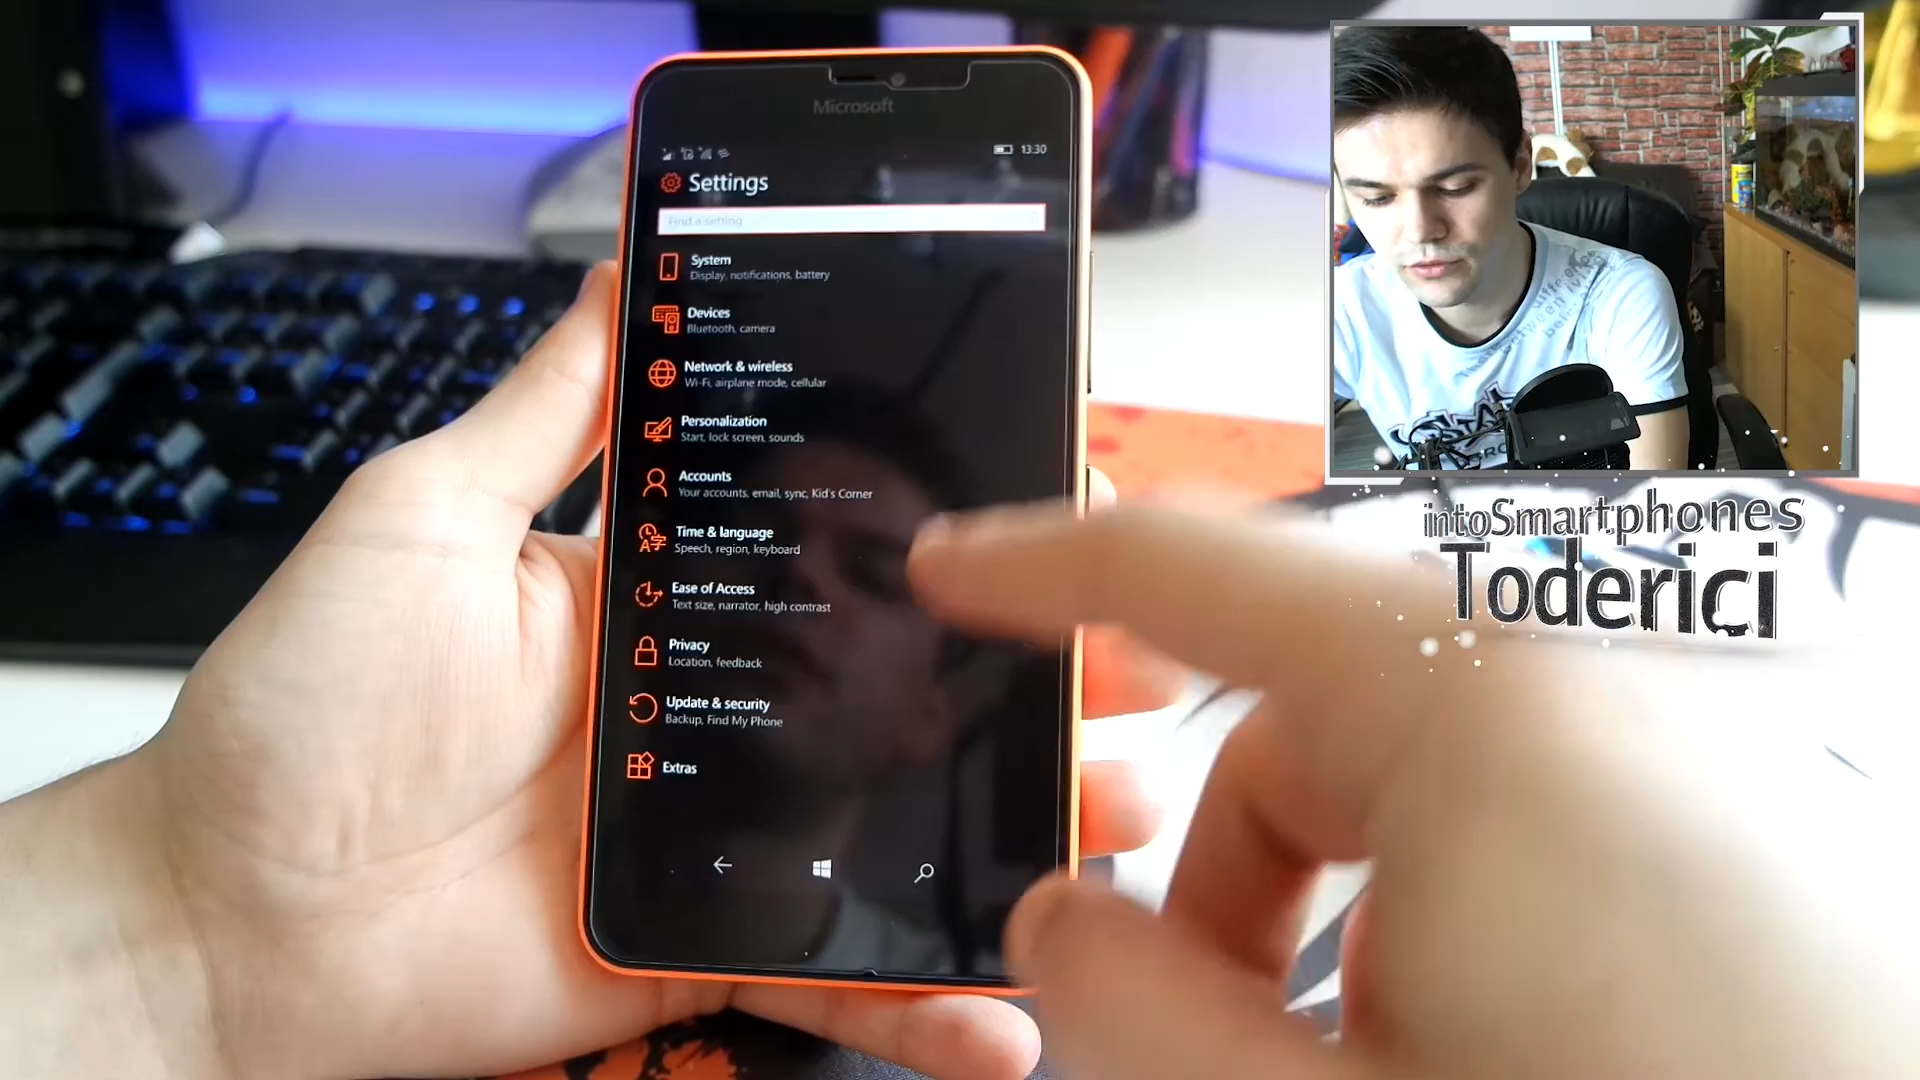 Microsoft
13:30
Settings
Find a setting
System
Display, notifications, battery
Devices
Bluetooth, camera
Network & wireless
Wi-Fi, airplane mode, cellular
Personalization
Start, lock screen, sounds
Accounts
Your accounts, email, sync, Kid's Corner
Time & language
Speech, region, keyboard
Ease of Access
Text size, narrator, high contrast
Privacy
Location, feedback
Update & security
Backup, Find My Phone
Extras
intoSmartphones
Toderici